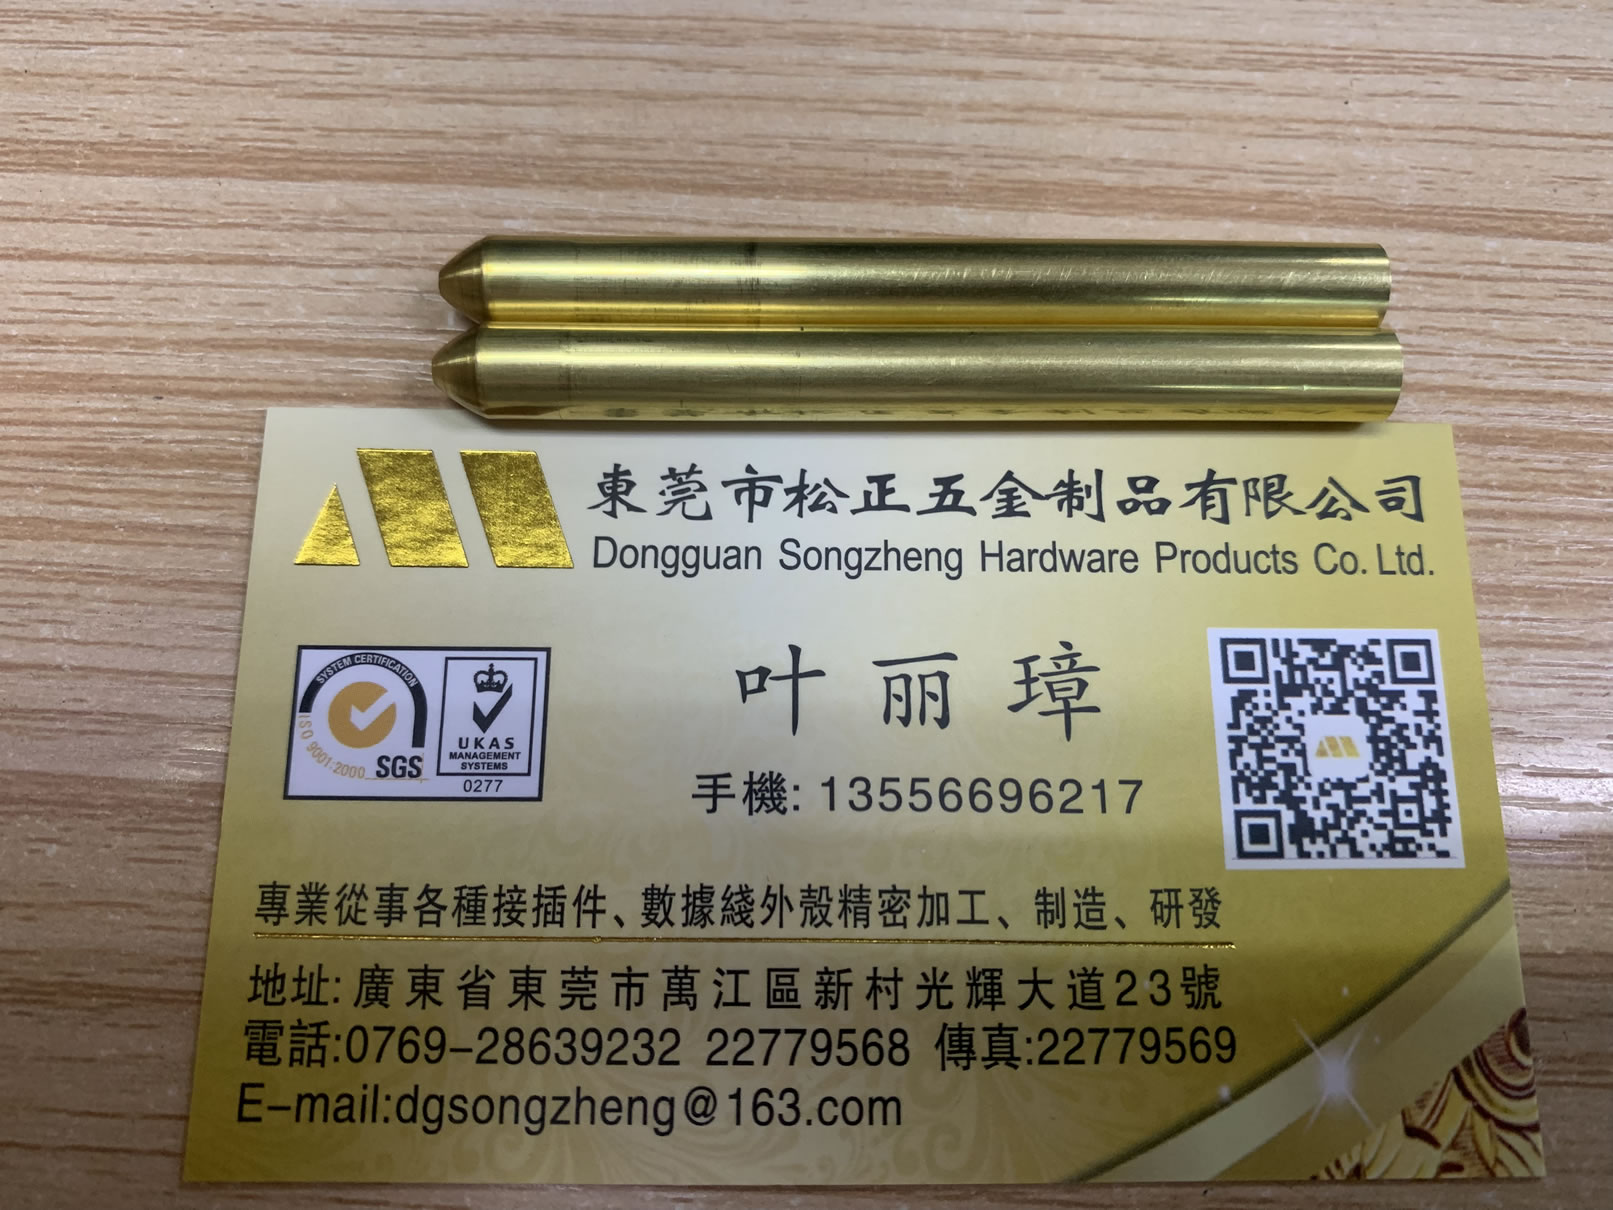 東莞市松正五金制品有限公司
Dongguan Songzheng Hardware Products Co. Ltd.
叶丽璋
手機: 13556696217
SYSTEM CERTIFICATION
ISO 9001:2000
SGS
UKAS
MANAGEMENT
SYSTEMS
0277
專業從事各種接插件、數據綫外殼精密加工、制造、研發
地址: 廣東省東莞市萬江區新村光輝大道23號
電話:0769-28639232 22779568 傳真:22779569
E-mail:dgsongzheng@163.com